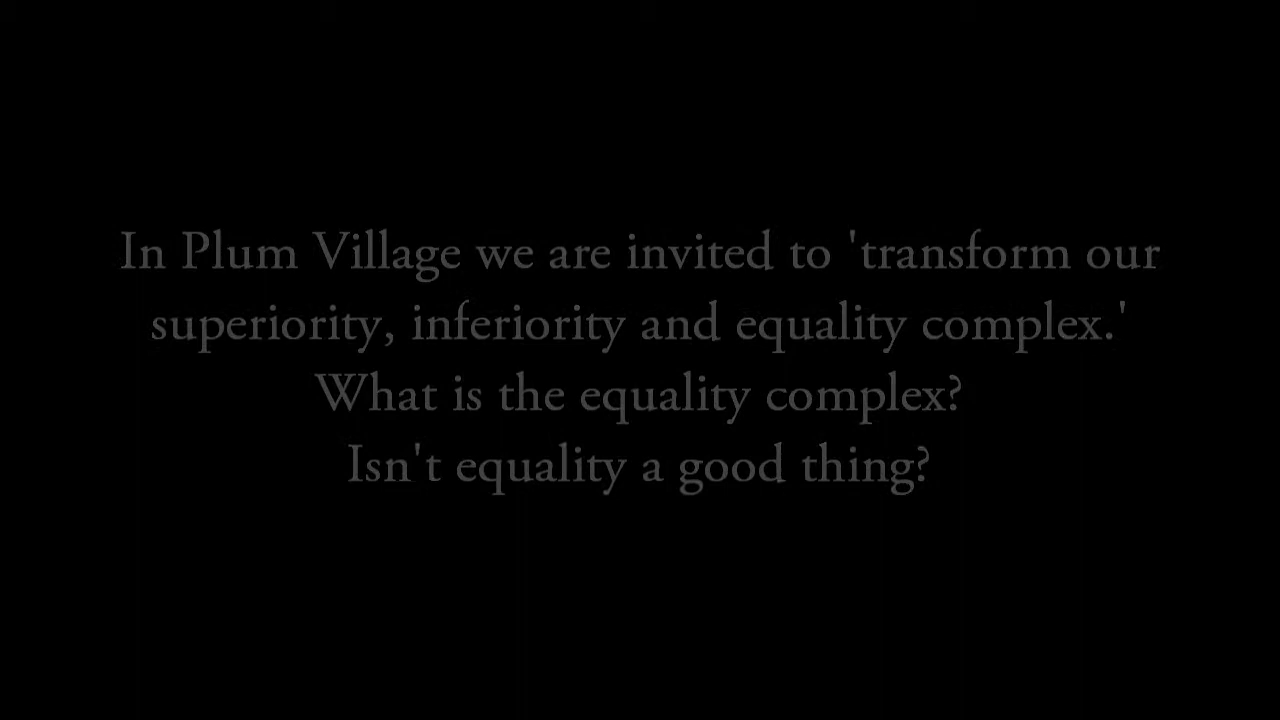 In Plum Village we are invited to 'transform our
superiority, inferiority and equality complex.'
What is the equality complex?
Isn't equality a good thing?